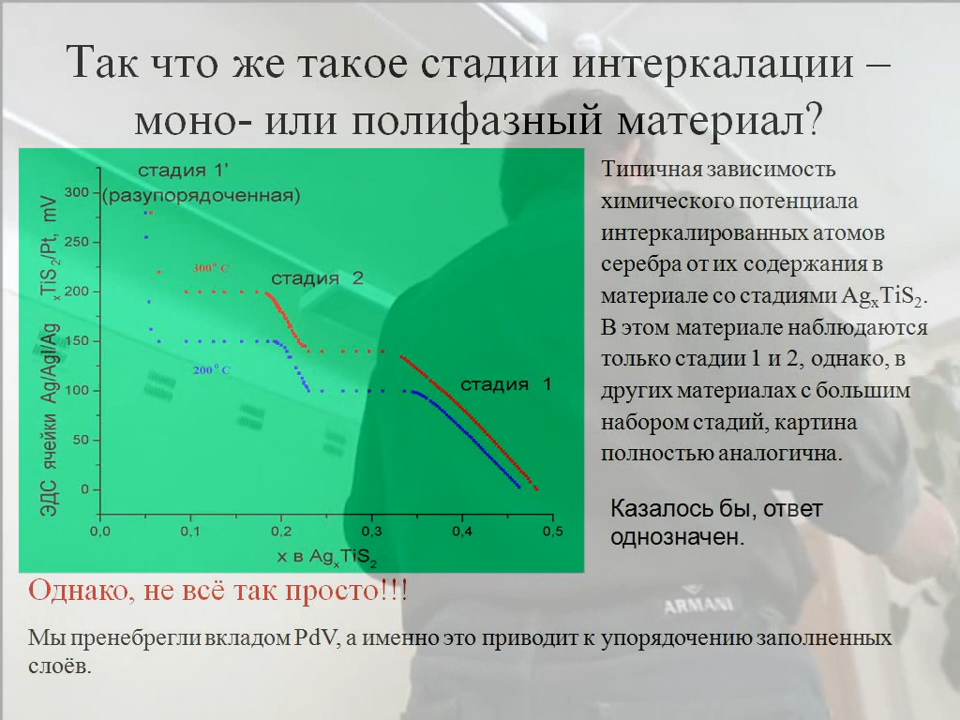 Так что же такое стадии интеркалации –
моно- или полифазный материал?
стадия 1'
(разупорядоченная)
300° C
стадия 2
200° C
стадия 1
ЭДС ячейки Ag/AgI/AgₓTiS₂/Pt, mV
300
250
200
150
100
50
0
0,0 0,1 0,2 0,3 0,4 0,5
x в AgₓTiS₂
Типичная зависимость
химического потенциала
интеркалированных атомов
серебра от их содержания в
материале со стадиями AgₓTiS₂.
В этом материале наблюдаются
только стадии 1 и 2, однако, в
других материалах с большим
набором стадий, картина
полностью аналогична.
Казалось бы, ответ
однозначен.
Однако, не всё так просто!!!
ARMANI
Мы пренебрегли вкладом PdV, а именно это приводит к упорядочению заполненных
слоёв.